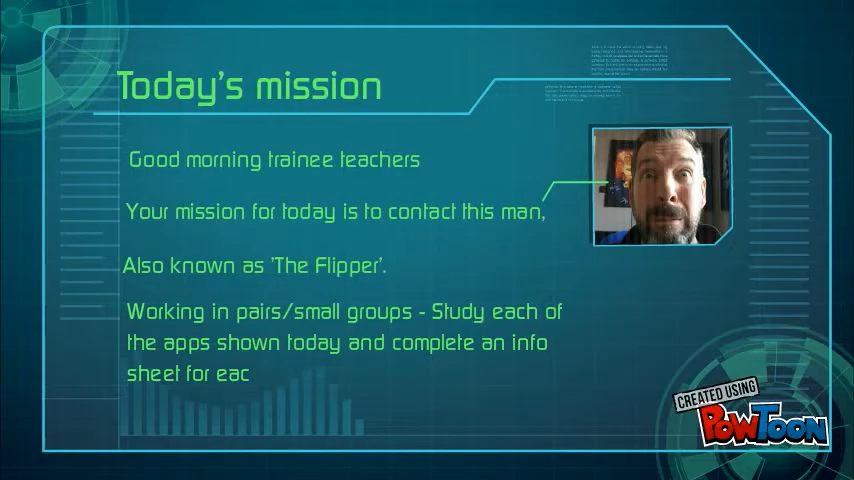 Today's mission
Good morning trainee teachers
Your mission for today is to contact this man,
Also known as 'The Flipper'.
Working in pairs/small groups - Study each of
the apps shown today and complete an info
sheet for eac
CREATED USING
POWTOON